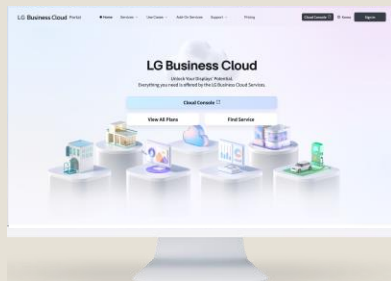 LG Business Cloud Portal
Home Services Use Cases Add-On Services Support Pricing Cloud Console Sign In
LG Business Cloud
Unlock Your Displays' Potential.
Everything you need is offered by the LG Business Cloud Services.
Cloud Console
View All Plans Find Service